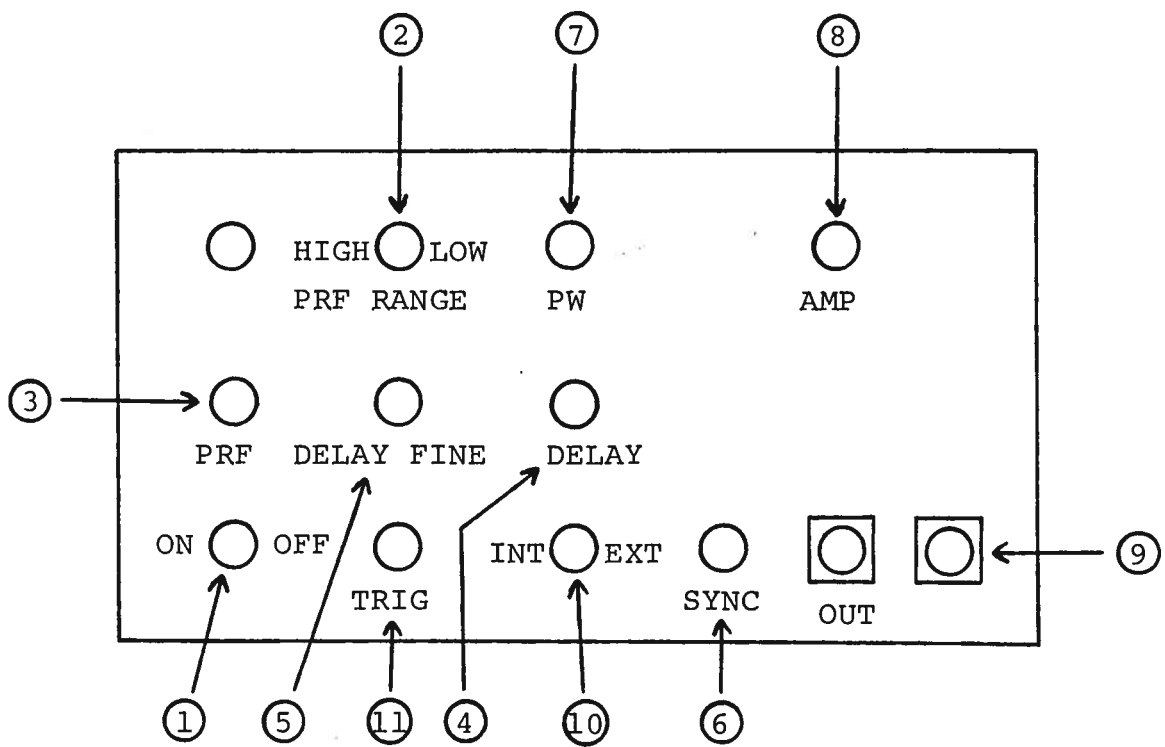 ② ⑦ ⑧
HIGH LOW
PRF RANGE PW AMP
③
PRF DELAY FINE DELAY
ON OFF INT EXT
⑨
TRIG SYNC OUT
① ⑤ ⑪ ④ ⑩ ⑥